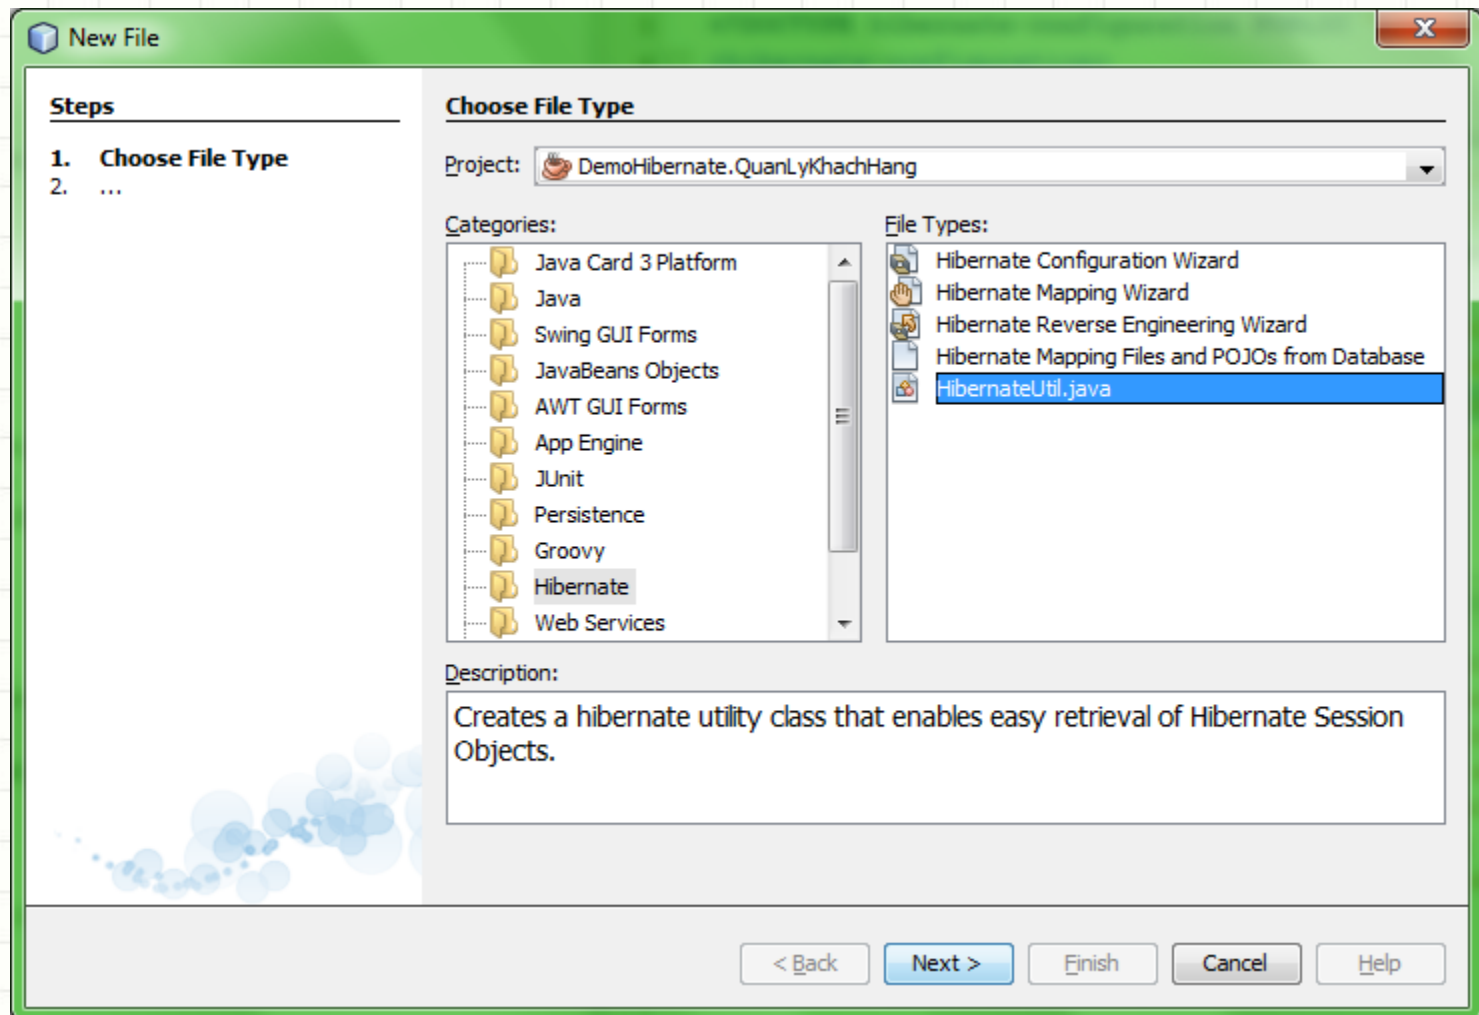 New File
Steps
1. Choose File Type
2. ...
Choose File Type
Project: DemoHibernate.QuanLyKhachHang
Categories:
Java Card 3 Platform
Java
Swing GUI Forms
JavaBeans Objects
AWT GUI Forms
App Engine
JUnit
Persistence
Groovy
Hibernate
Web Services
File Types:
Hibernate Configuration Wizard
Hibernate Mapping Wizard
Hibernate Reverse Engineering Wizard
Hibernate Mapping Files and POJOs from Database
HibernateUtil.java
Description:
Creates a hibernate utility class that enables easy retrieval of Hibernate Session
Objects.
< Back
Next >
Finish
Cancel
Help